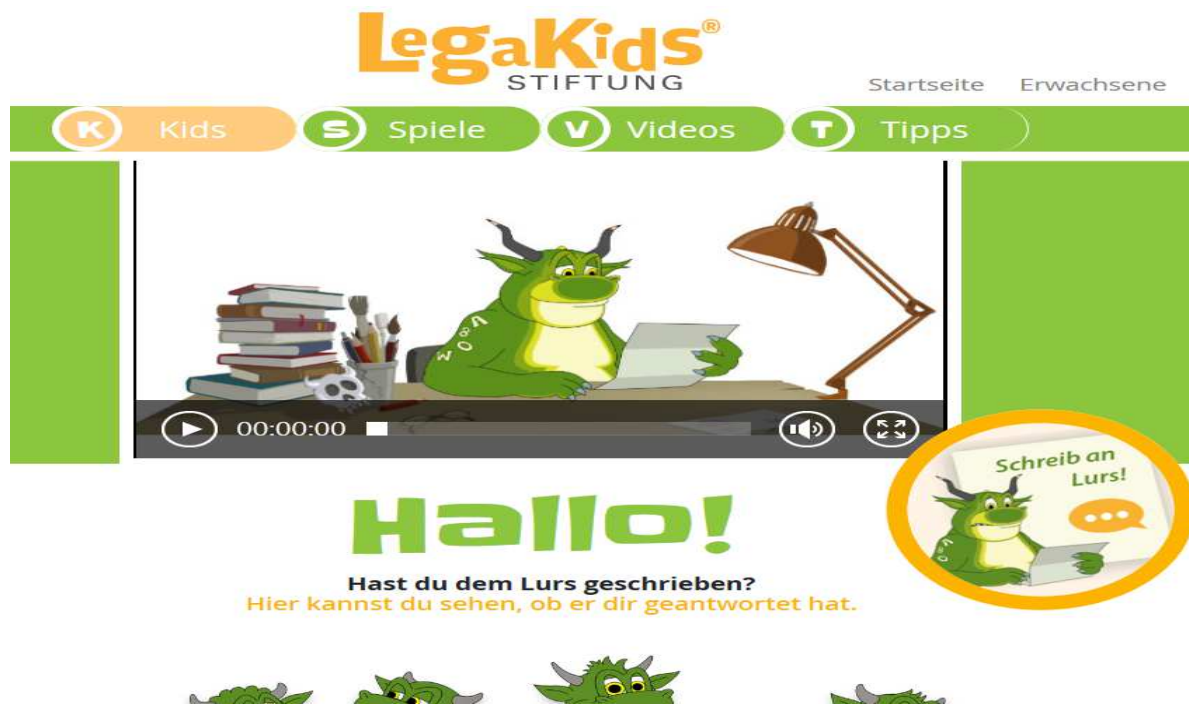 LegaKids®
STIFTUNG
Startseite Erwachsene
K Kids S Spiele V Videos T Tipps
00:00:00
Schreib an
Lurs!
Hallo!
Hast du dem Lurs geschrieben?
Hier kannst du sehen, ob er dir geantwortet hat.